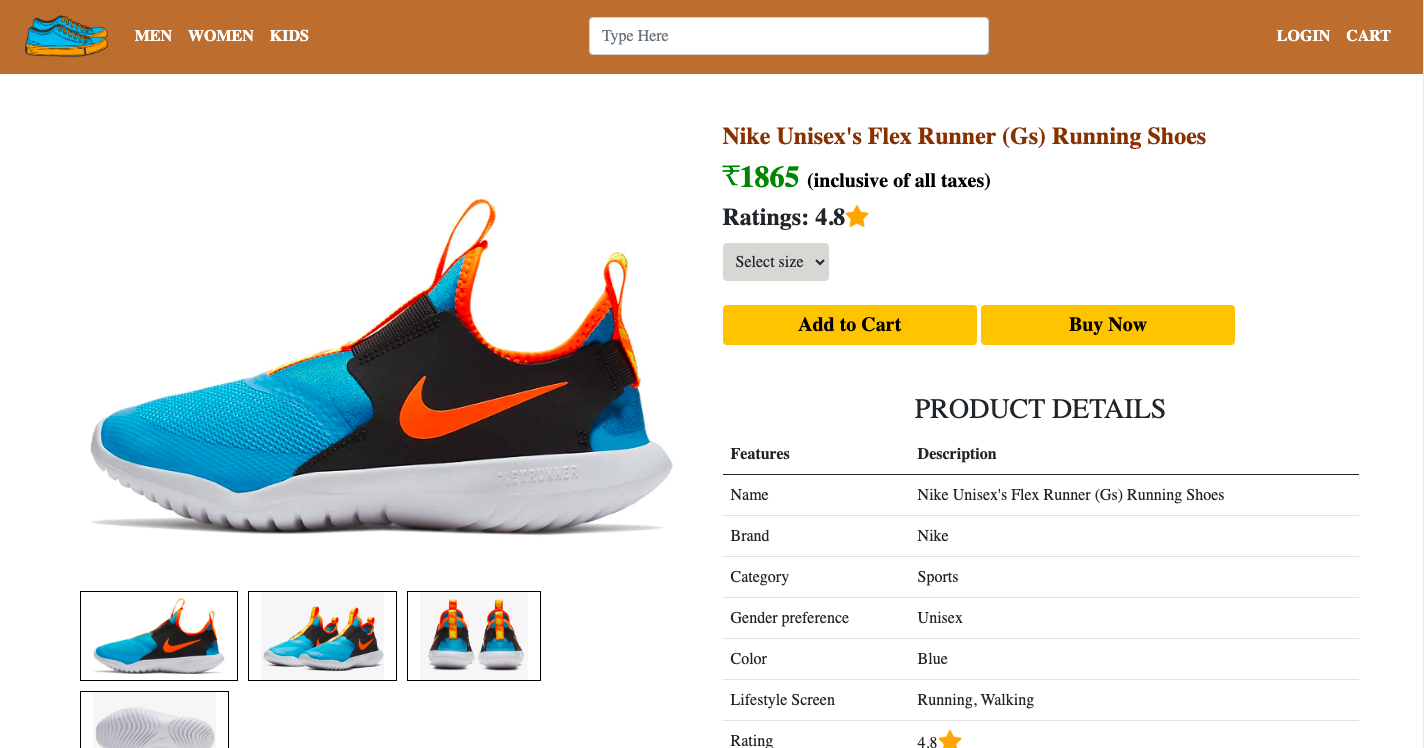 MEN WOMEN KIDS
Type Here
LOGIN CART
Nike Unisex's Flex Runner (Gs) Running Shoes
₹1865 (inclusive of all taxes)
Ratings: 4.8
Select size
Add to Cart
Buy Now
FLEX RUNNER
PRODUCT DETAILS
Features Description
Name Nike Unisex's Flex Runner (Gs) Running Shoes
Brand Nike
Category Sports
Gender preference Unisex
Color Blue
Lifestyle Screen Running, Walking
Rating 4.8